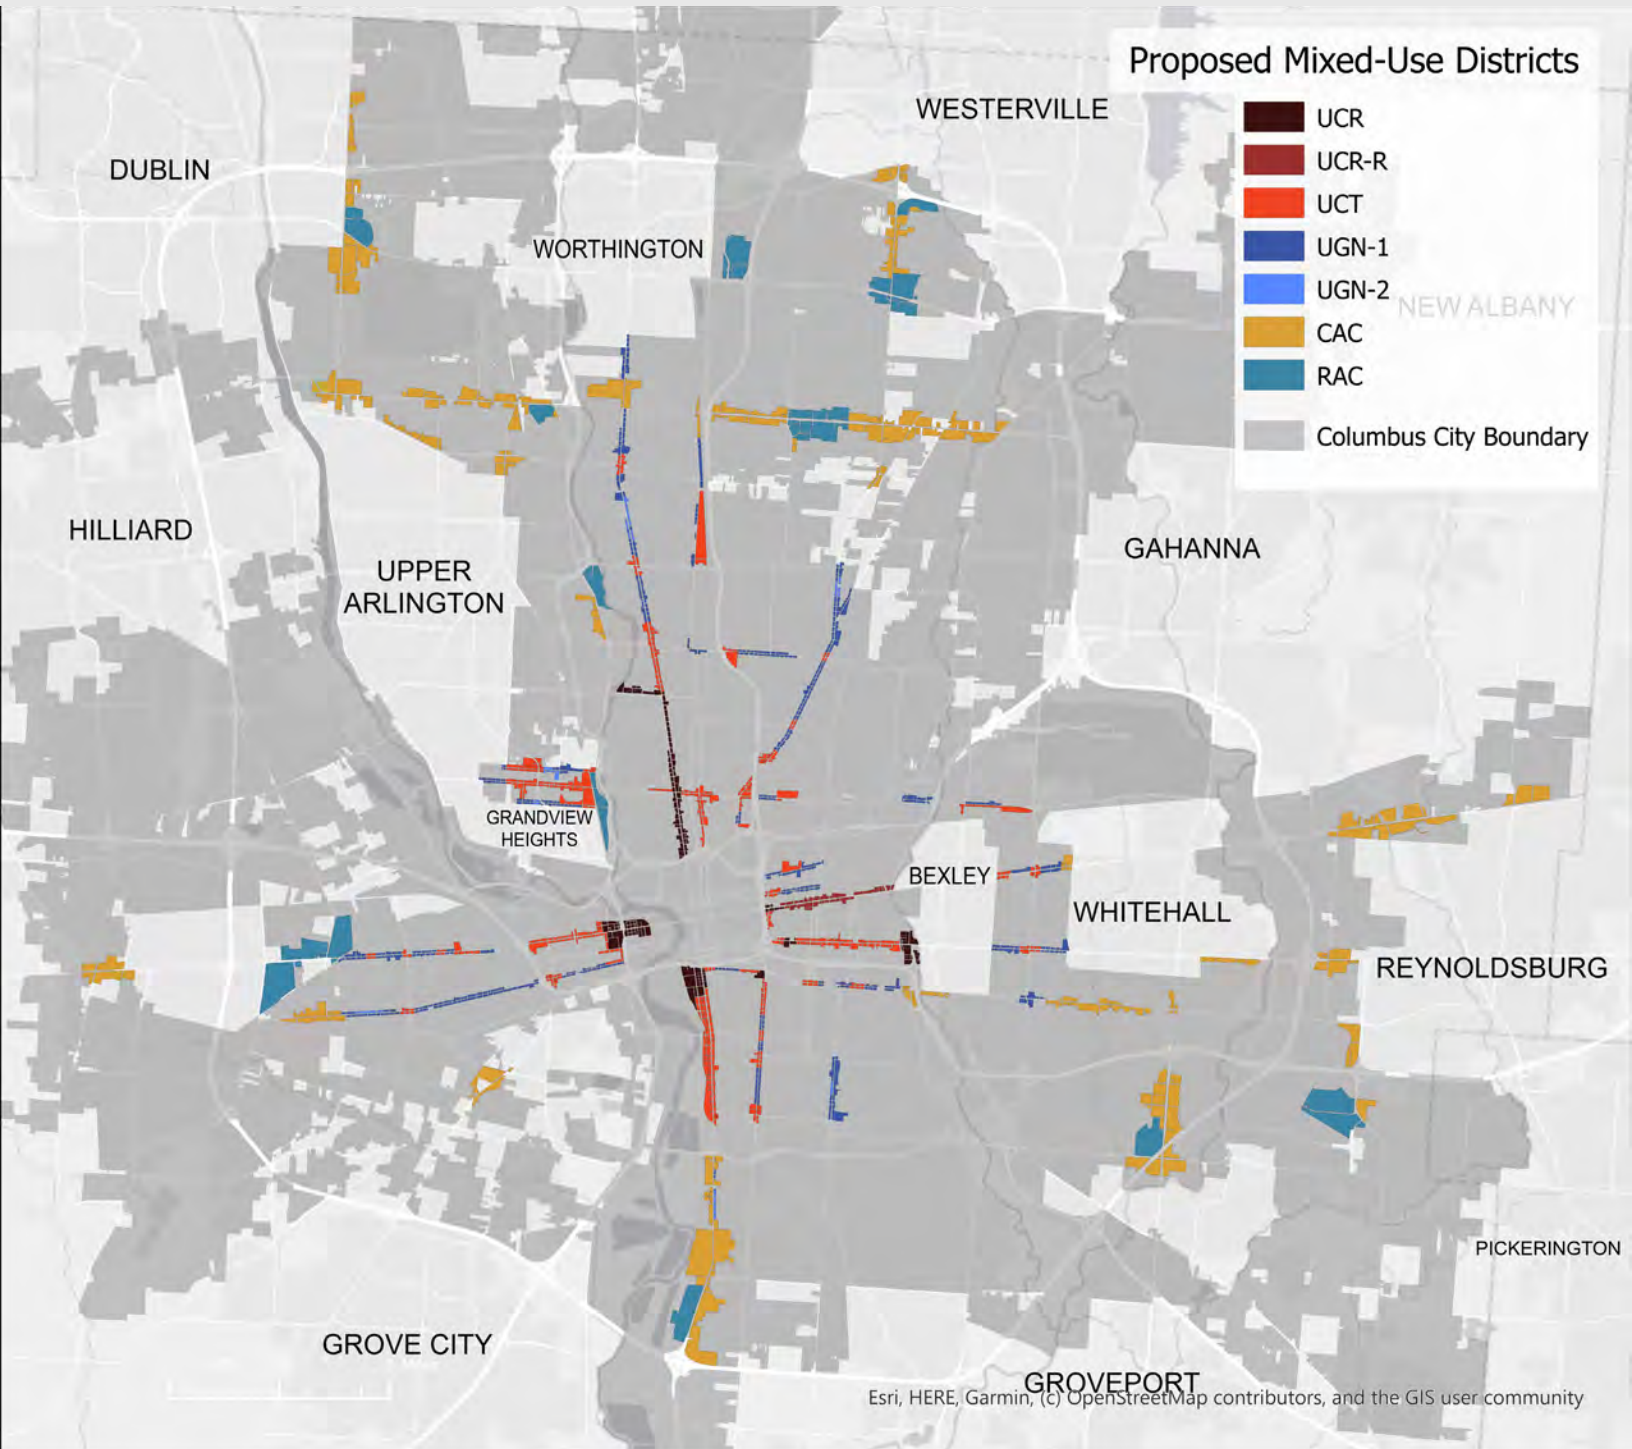 Proposed Mixed-Use Districts
UCR
UCR-R
UCT
UGN-1
UGN-2
CAC
RAC
Columbus City Boundary
WESTERVILLE
DUBLIN
WORTHINGTON
NEW ALBANY
HILLIARD
UPPER
ARLINGTON
GAHANNA
GRANDVIEW
HEIGHTS
BEXLEY
WHITEHALL
REYNOLDSBURG
PICKERINGTON
GROVE CITY
GROVEPORT
Esri, HERE, Garmin, (c) OpenStreetMap contributors, and the GIS user community